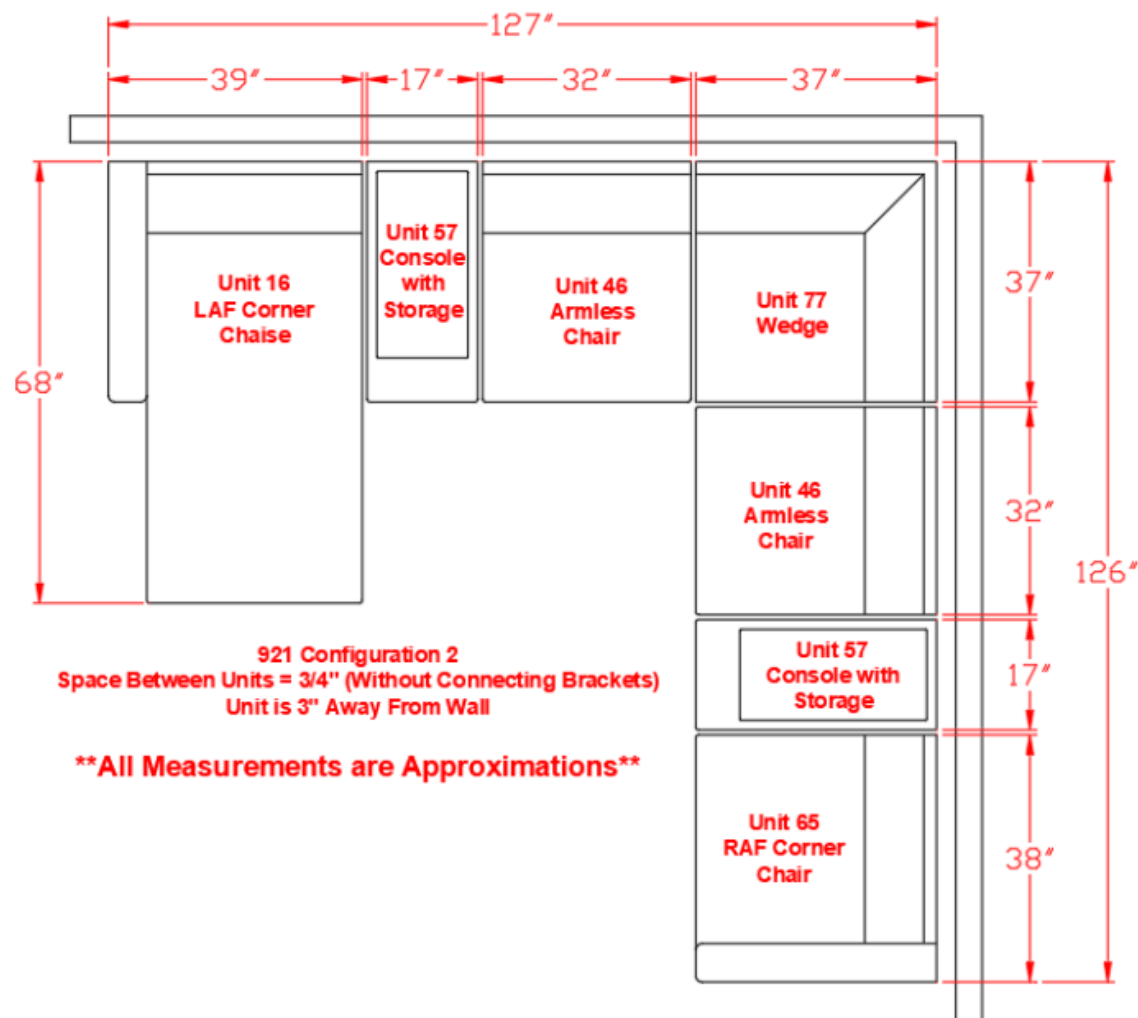 127"
39"
17"
32"
37"
Unit 57
Console
with
Storage
Unit 16
LAF Corner
Chaise
Unit 46
Armless
Chair
Unit 77
Wedge
37"
68"
Unit 46
Armless
Chair
32"
126"
921 Configuration 2
Space Between Units = 3/4" (Without Connecting Brackets)
Unit is 3" Away From Wall
Unit 57
Console with
Storage
17"
**All Measurements are Approximations**
Unit 65
RAF Corner
Chair
38"